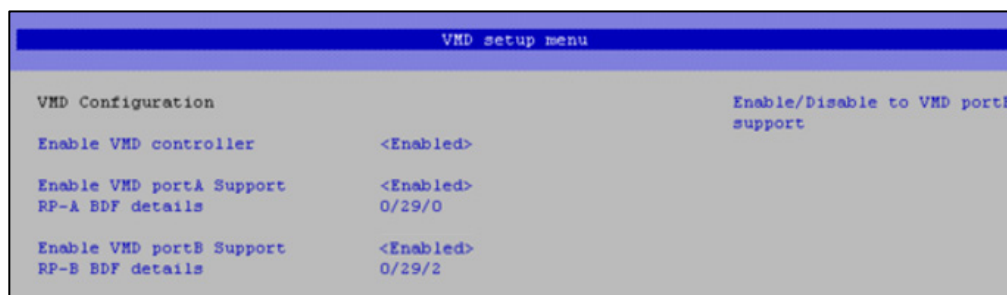 VMD setup menu
VMD Configuration
Enable/Disable to VMD port
support
Enable VMD controller <Enabled>
Enable VMD portA Support <Enabled>
RP-A BDF details 0/29/0
Enable VMD portB Support <Enabled>
RP-B BDF details 0/29/2